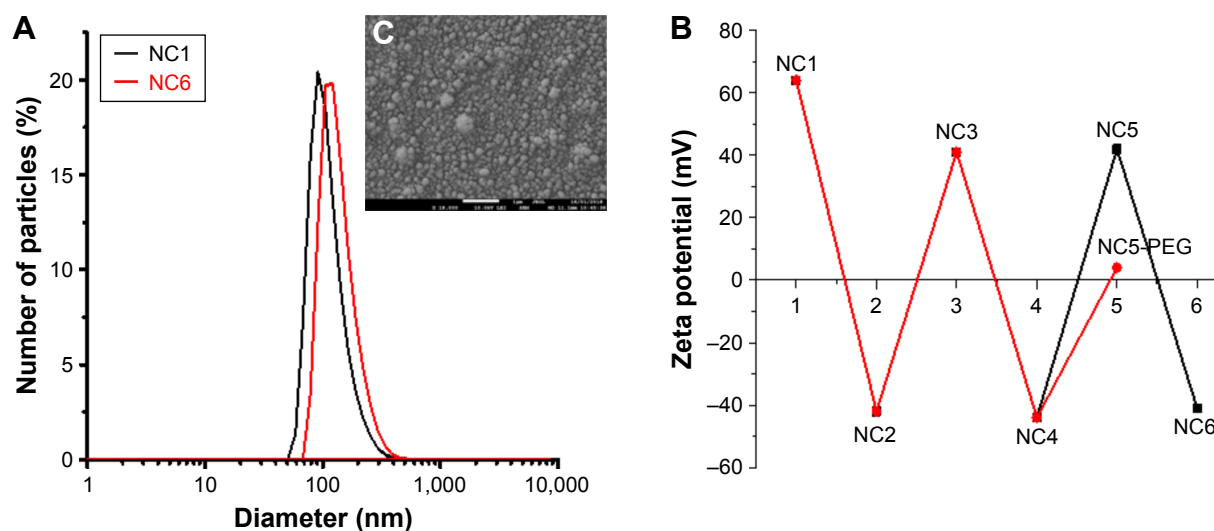 A
NC1
NC6
C
Number of particles (%)
20
15
10
5
0
1
10
100
1,000
10,000
Diameter (nm)
B
Zeta potential (mV)
80
60
40
20
0
–20
–40
–60
1
2
3
4
5
6
NC1
NC2
NC3
NC4
NC5
NC5-PEG
NC6
1µm